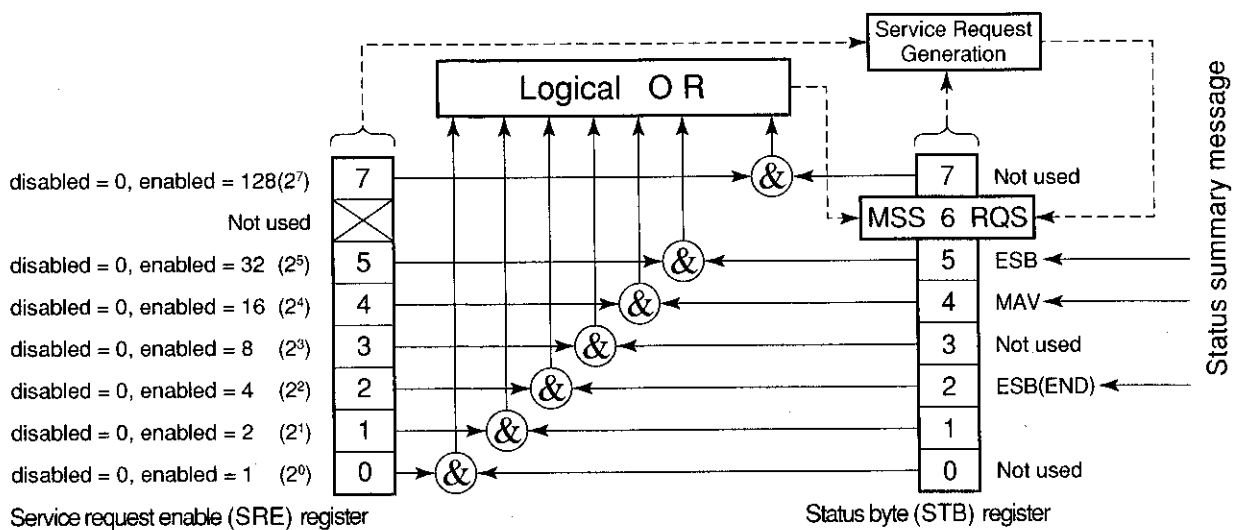 Service Request
Generation
Logical O R
Status summary message
disabled = 0, enabled = 128(2⁷)
7
&
7
Not used
Not used
MSS 6 RQS
disabled = 0, enabled = 32 (2⁵)
5
&
5
ESB
disabled = 0, enabled = 16 (2⁴)
4
&
4
MAV
disabled = 0, enabled = 8 (2³)
3
&
3
Not used
disabled = 0, enabled = 4 (2²)
2
&
2
ESB(END)
disabled = 0, enabled = 2 (2¹)
1
&
1
disabled = 0, enabled = 1 (2⁰)
0
&
0
Not used
Service request enable (SRE) register
Status byte (STB) register